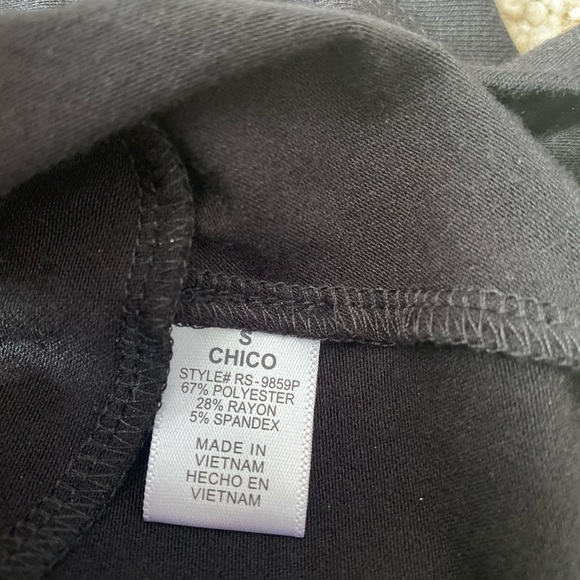 S
CHICO
STYLE# RS-9859P
67% POLYESTER
28% RAYON
5% SPANDEX
MADE IN
VIETNAM
HECHO EN
VIETNAM